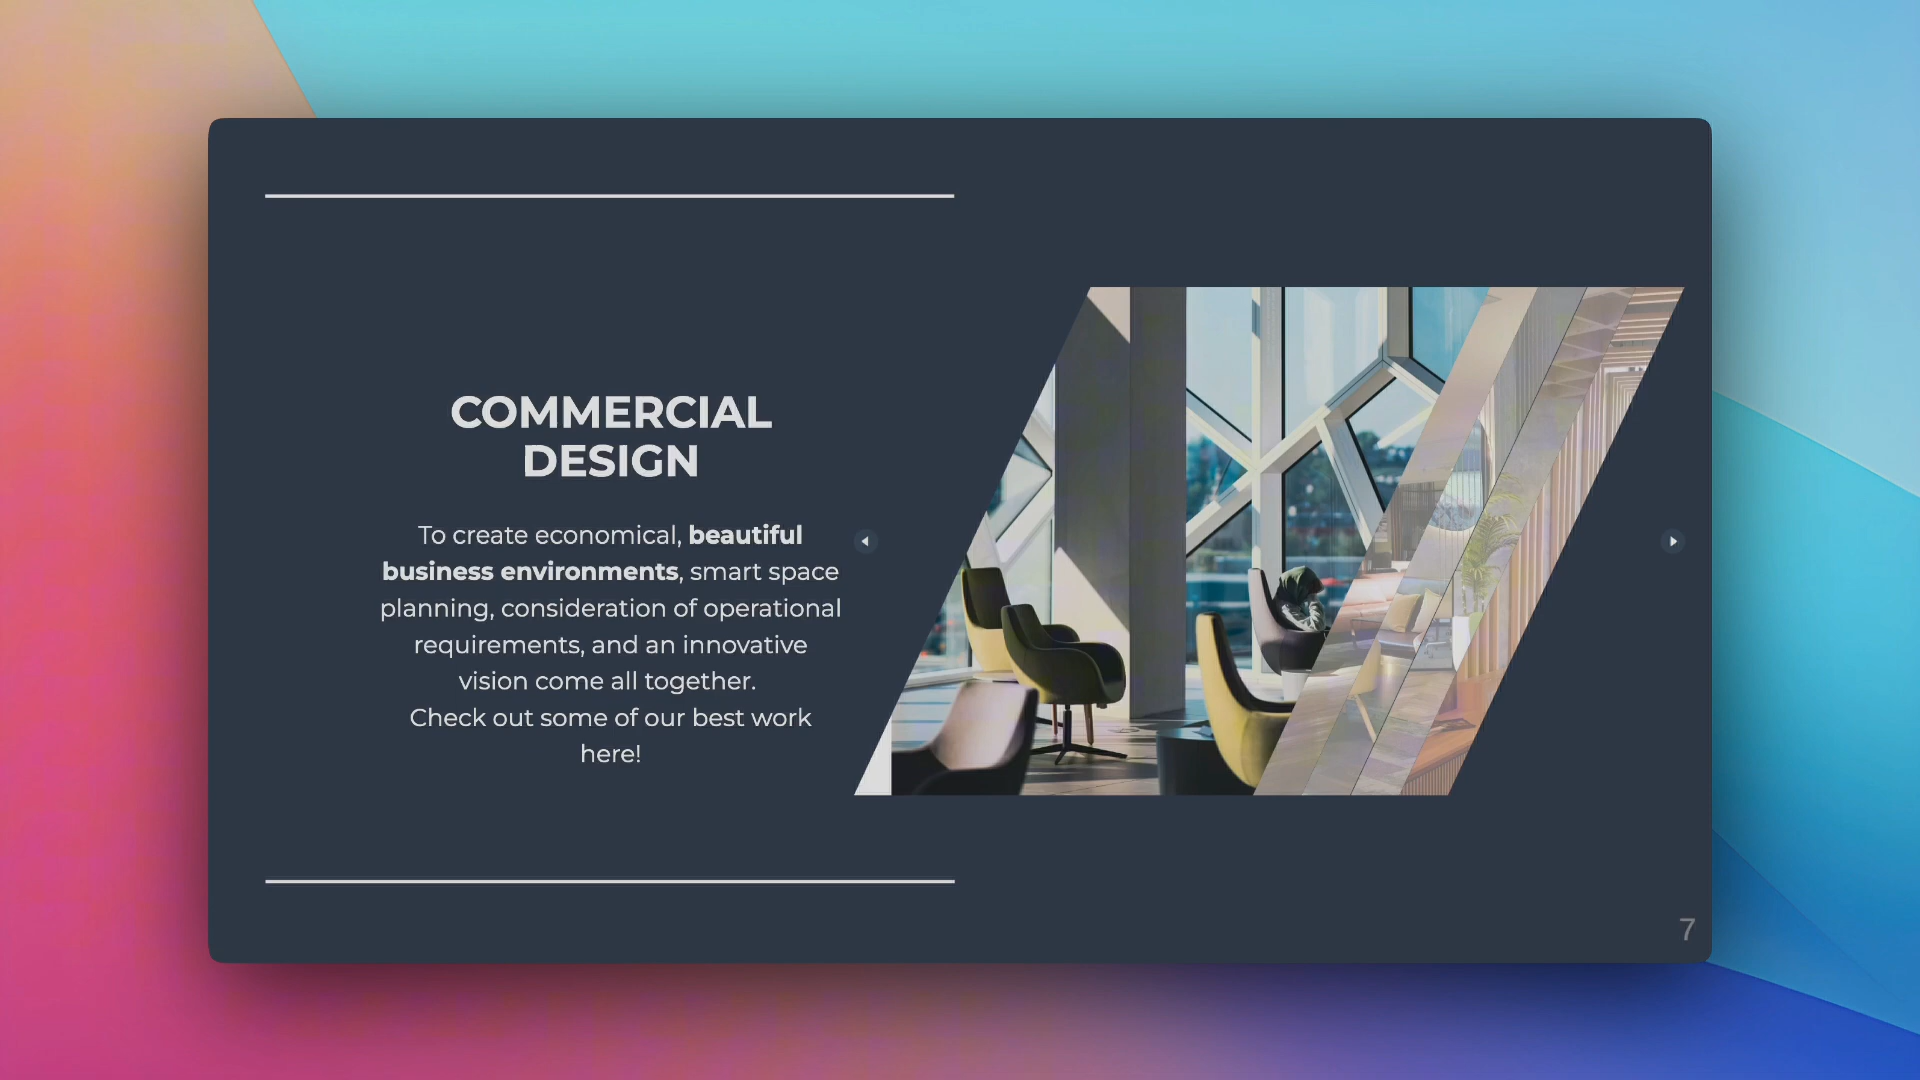 COMMERCIAL
DESIGN
To create economical, beautiful
business environments, smart space
planning, consideration of operational
requirements, and an innovative
vision come all together.
Check out some of our best work
here!
7